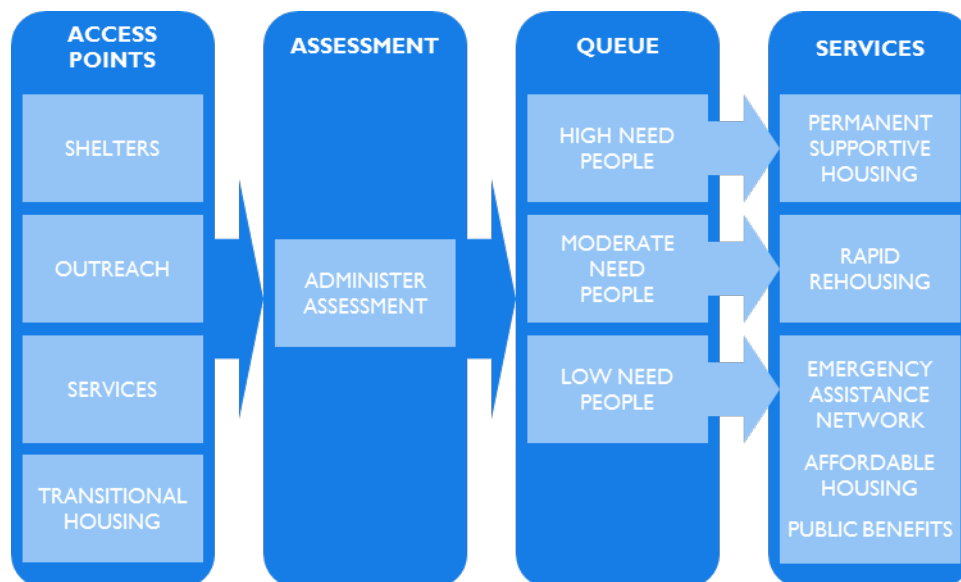 ACCESS
POINTS
SHELTERS
OUTREACH
SERVICES
TRANSITIONAL
HOUSING
ASSESSMENT
ADMINISTER
ASSESSMENT
QUEUE
HIGH NEED
PEOPLE
MODERATE
NEED
PEOPLE
LOW NEED
PEOPLE
SERVICES
PERMANENT
SUPPORTIVE
HOUSING
RAPID
REHOUSING
EMERGENCY
ASSISTANCE
NETWORK
AFFORDABLE
HOUSING
PUBLIC BENEFITS